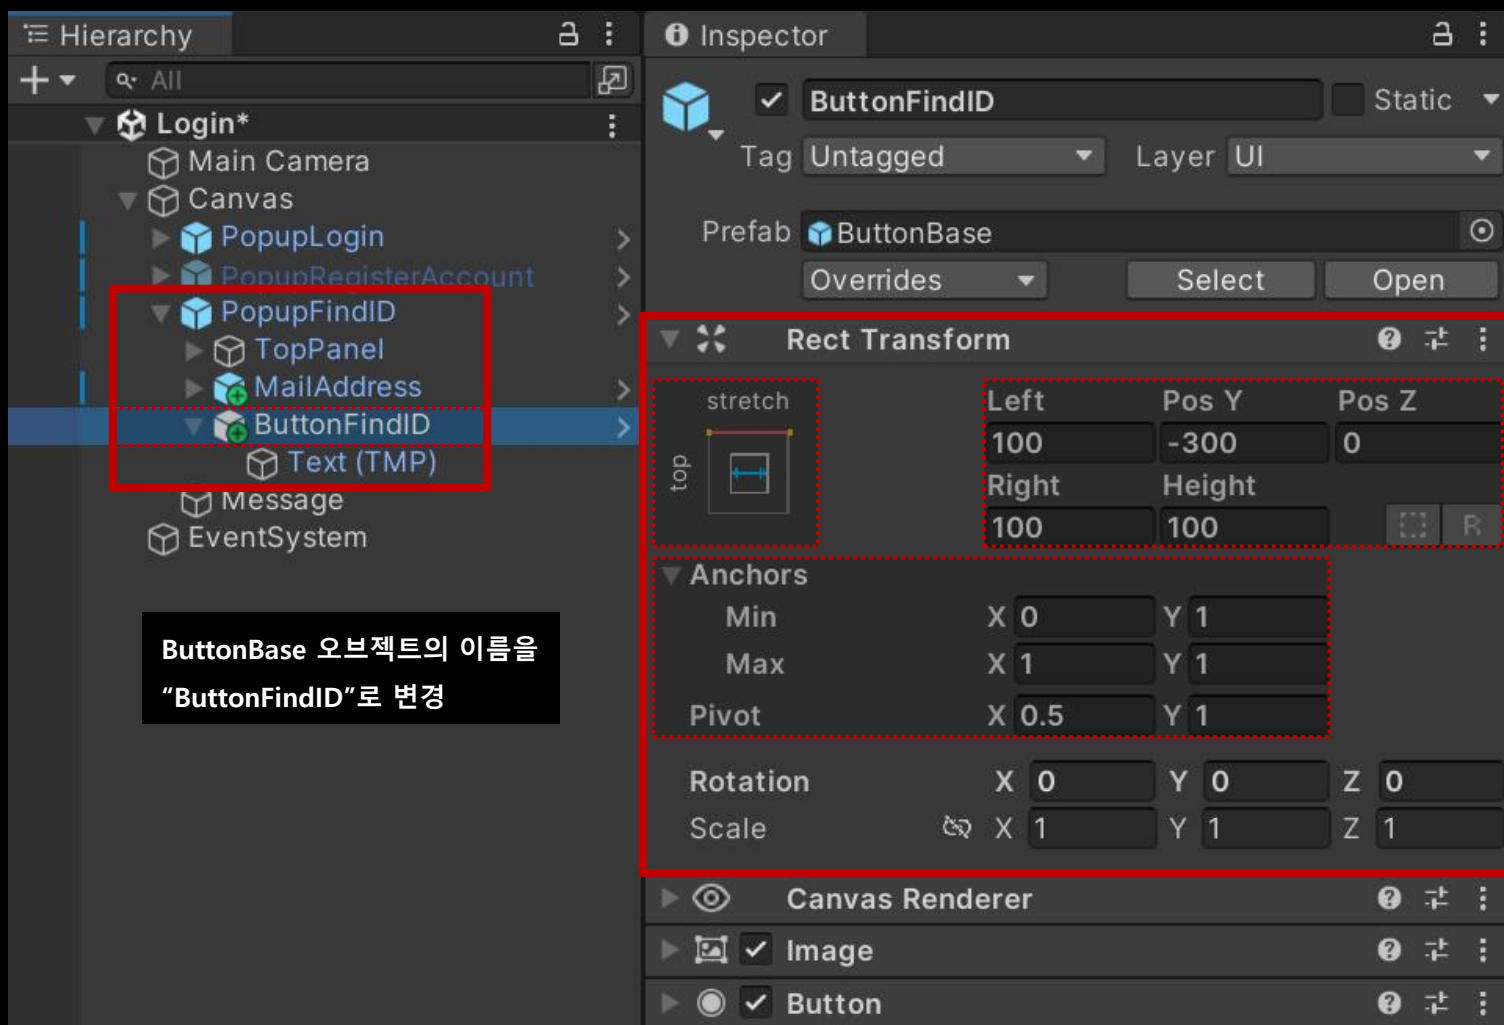 Hierarchy
All
Login*
Main Camera
Canvas
PopupLogin
PopupRegisterAccount
PopupFindID
TopPanel
MailAddress
ButtonFindID
Text (TMP)
Message
EventSystem
ButtonBase 오브젝트의 이름을
“ButtonFindID”로 변경
Inspector
ButtonFindID Static
Tag Untagged Layer UI
Prefab ButtonBase
Overrides Select Open
Rect Transform
stretch
top
Left Pos Y Pos Z
100 -300 0
Right Height
100 100 R
Anchors
Min X 0 Y 1
Max X 1 Y 1
Pivot X 0.5 Y 1
Rotation X 0 Y 0 Z 0
Scale X 1 Y 1 Z 1
Canvas Renderer
Image
Button